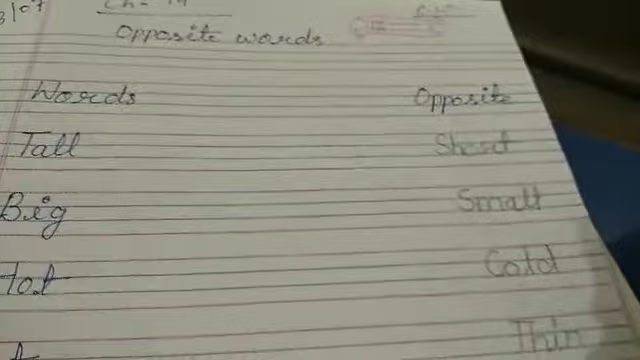 Opposite words
Words Opposite
Tall Short
Big Small
Hot Cold
Thin